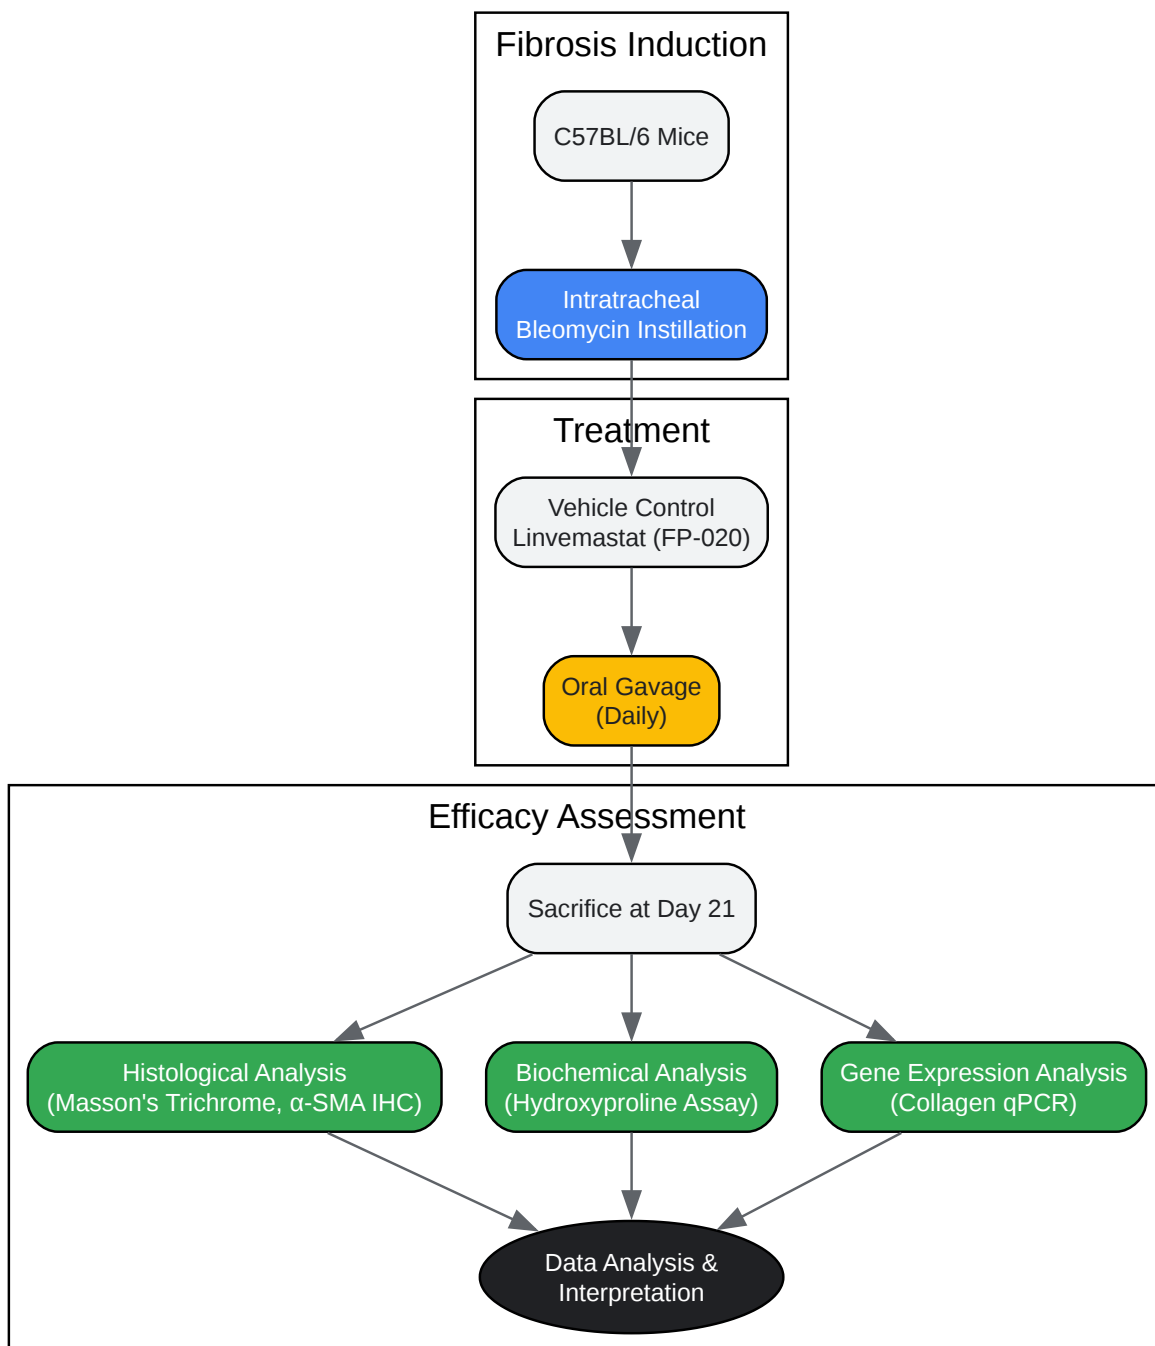 Fibrosis Induction
C57BL/6 Mice
Intratracheal
Bleomycin Instillation
Treatment
Vehicle Control
Linvemastat (FP-020)
Oral Gavage
(Daily)
Efficacy Assessment
Sacrifice at Day 21
Histological Analysis
(Masson's Trichrome, α-SMA IHC)
Biochemical Analysis
(Hydroxyproline Assay)
Gene Expression Analysis
(Collagen qPCR)
Data Analysis &
Interpretation